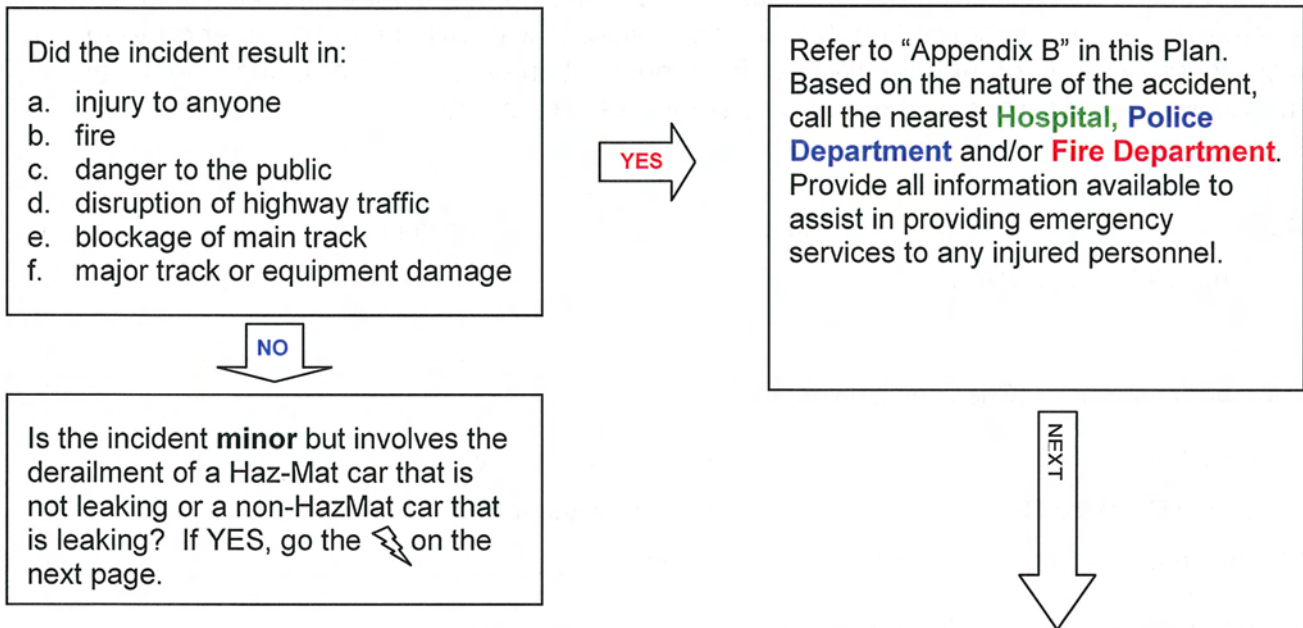 Did the incident result in:
a. injury to anyone
b. fire
c. danger to the public
d. disruption of highway traffic
e. blockage of main track
f. major track or equipment damage
YES
Refer to “Appendix B” in this Plan.
Based on the nature of the accident,
call the nearest Hospital, Police
Department and/or Fire Department.
Provide all information available to
assist in providing emergency
services to any injured personnel.
NO
Is the incident minor but involves the
derailment of a Haz-Mat car that is
not leaking or a non-HazMat car that
is leaking? If YES, go the on the
next page.
NEXT